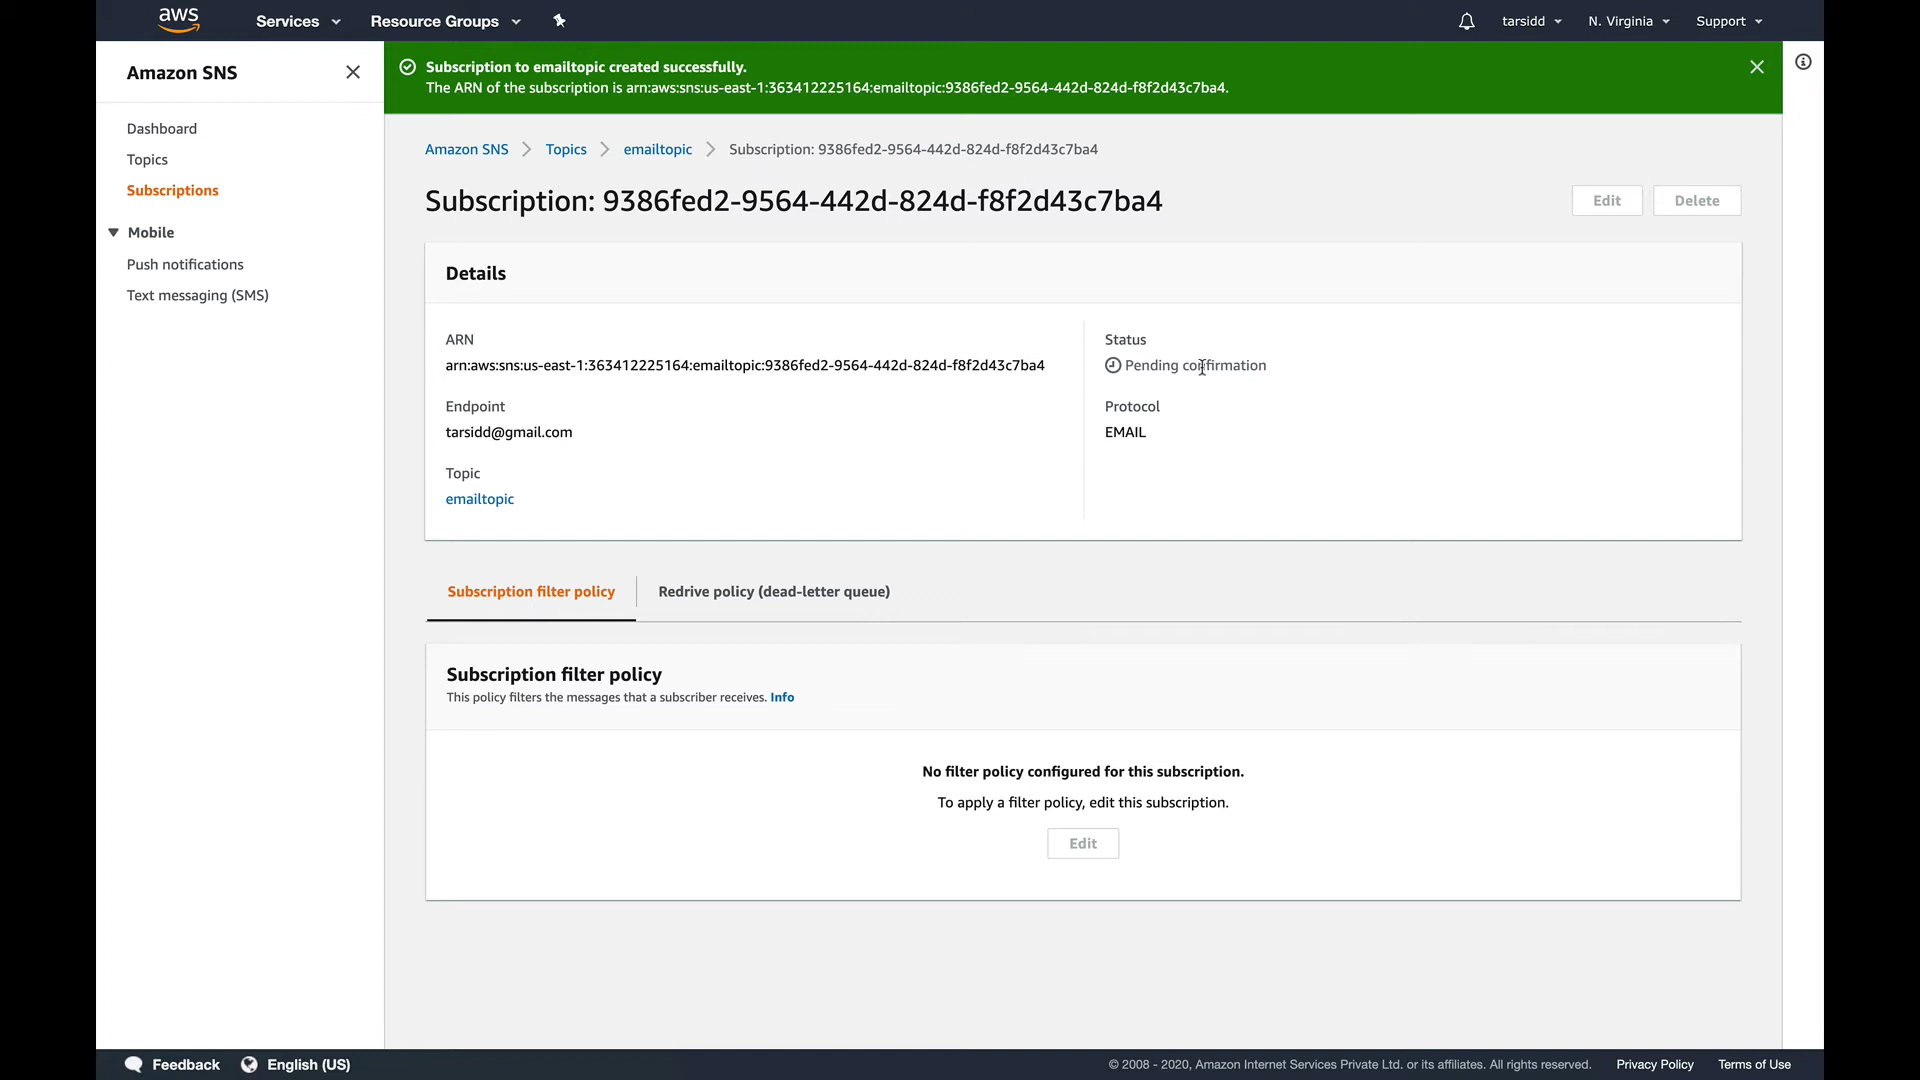 aws
Services
Resource Groups
tarsidd
N. Virginia
Support
Amazon SNS
Dashboard
Topics
Subscriptions
Mobile
Push notifications
Text messaging (SMS)
Subscription to emailtopic created successfully.
The ARN of the subscription is arn:aws:sns:us-east-1:363412225164:emailtopic:9386fed2-9564-442d-824d-f8f2d43c7ba4.
Amazon SNS
Topics
emailtopic
Subscription: 9386fed2-9564-442d-824d-f8f2d43c7ba4
Subscription: 9386fed2-9564-442d-824d-f8f2d43c7ba4
Edit
Delete
Details
ARN
arn:aws:sns:us-east-1:363412225164:emailtopic:9386fed2-9564-442d-824d-f8f2d43c7ba4
Endpoint
tarsidd@gmail.com
Topic
emailtopic
Status
Pending confirmation
Protocol
EMAIL
Subscription filter policy
Redrive policy (dead-letter queue)
Subscription filter policy
This policy filters the messages that a subscriber receives. Info
No filter policy configured for this subscription.
To apply a filter policy, edit this subscription.
Edit
Feedback
English (US)
© 2008 - 2020, Amazon Internet Services Private Ltd. or its affiliates. All rights reserved.
Privacy Policy
Terms of Use